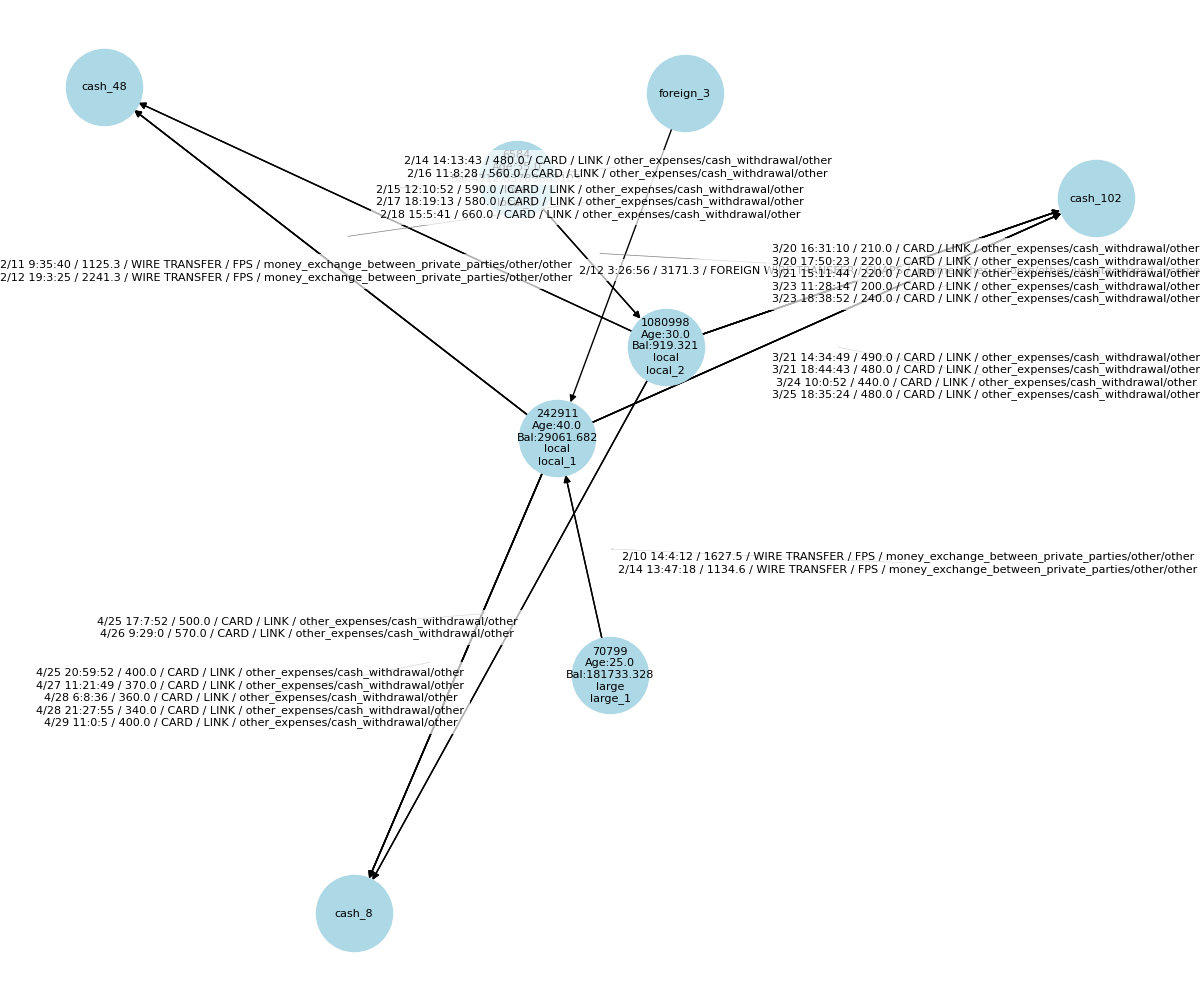 cash_48
foreign_3
2/14 14:13:43 / 480.0 / CARD / LINK / other_expenses/cash_withdrawal/other
2/16 11:8:28 / 560.0 / CARD / LINK / other_expenses/cash_withdrawal/other
2/15 12:10:52 / 590.0 / CARD / LINK / other_expenses/cash_withdrawal/other
2/17 18:19:13 / 580.0 / CARD / LINK / other_expenses/cash_withdrawal/other
2/18 15:5:41 / 660.0 / CARD / LINK / other_expenses/cash_withdrawal/other
cash_102
2/11 9:35:40 / 1125.3 / WIRE TRANSFER / FPS / money_exchange_between_private_parties/other/other
2/12 19:3:25 / 2241.3 / WIRE TRANSFER / FPS / money_exchange_between_private_parties/other/other
2/12 3:26:56 / 3171.3 / FOREIGN
3/20 16:31:10 / 210.0 / CARD / LINK / other_expenses/cash_withdrawal/other
3/20 17:50:23 / 220.0 / CARD / LINK / other_expenses/cash_withdrawal/other
3/21 15:11:44 / 220.0 / CARD / LINK / other_expenses/cash_withdrawal/other
3/23 11:28:14 / 200.0 / CARD / LINK / other_expenses/cash_withdrawal/other
3/23 18:38:52 / 240.0 / CARD / LINK / other_expenses/cash_withdrawal/other
1080998
Age:30.0
Bal:919.321
local
local_2
3/21 14:34:49 / 490.0 / CARD / LINK / other_expenses/cash_withdrawal/other
3/21 18:44:43 / 480.0 / CARD / LINK / other_expenses/cash_withdrawal/other
3/24 10:0:52 / 440.0 / CARD / LINK / other_expenses/cash_withdrawal/other
3/25 18:35:24 / 480.0 / CARD / LINK / other_expenses/cash_withdrawal/other
242911
Age:40.0
Bal:29061.682
local
local_1
2/10 14:4:12 / 1627.5 / WIRE TRANSFER / FPS / money_exchange_between_private_parties/other/other
2/14 13:47:18 / 1134.6 / WIRE TRANSFER / FPS / money_exchange_between_private_parties/other/other
4/25 17:7:52 / 500.0 / CARD / LINK / other_expenses/cash_withdrawal/other
4/26 9:29:0 / 570.0 / CARD / LINK / other_expenses/cash_withdrawal/other
70799
Age:25.0
Bal:181733.328
large
large_1
4/25 20:59:52 / 400.0 / CARD / LINK / other_expenses/cash_withdrawal/other
4/27 11:21:49 / 370.0 / CARD / LINK / other_expenses/cash_withdrawal/other
4/28 6:8:36 / 360.0 / CARD / LINK / other_expenses/cash_withdrawal/other
4/28 21:27:55 / 340.0 / CARD / LINK / other_expenses/cash_withdrawal/other
4/29 11:0:5 / 400.0 / CARD / LINK / other_expenses/cash_withdrawal/other
cash_8